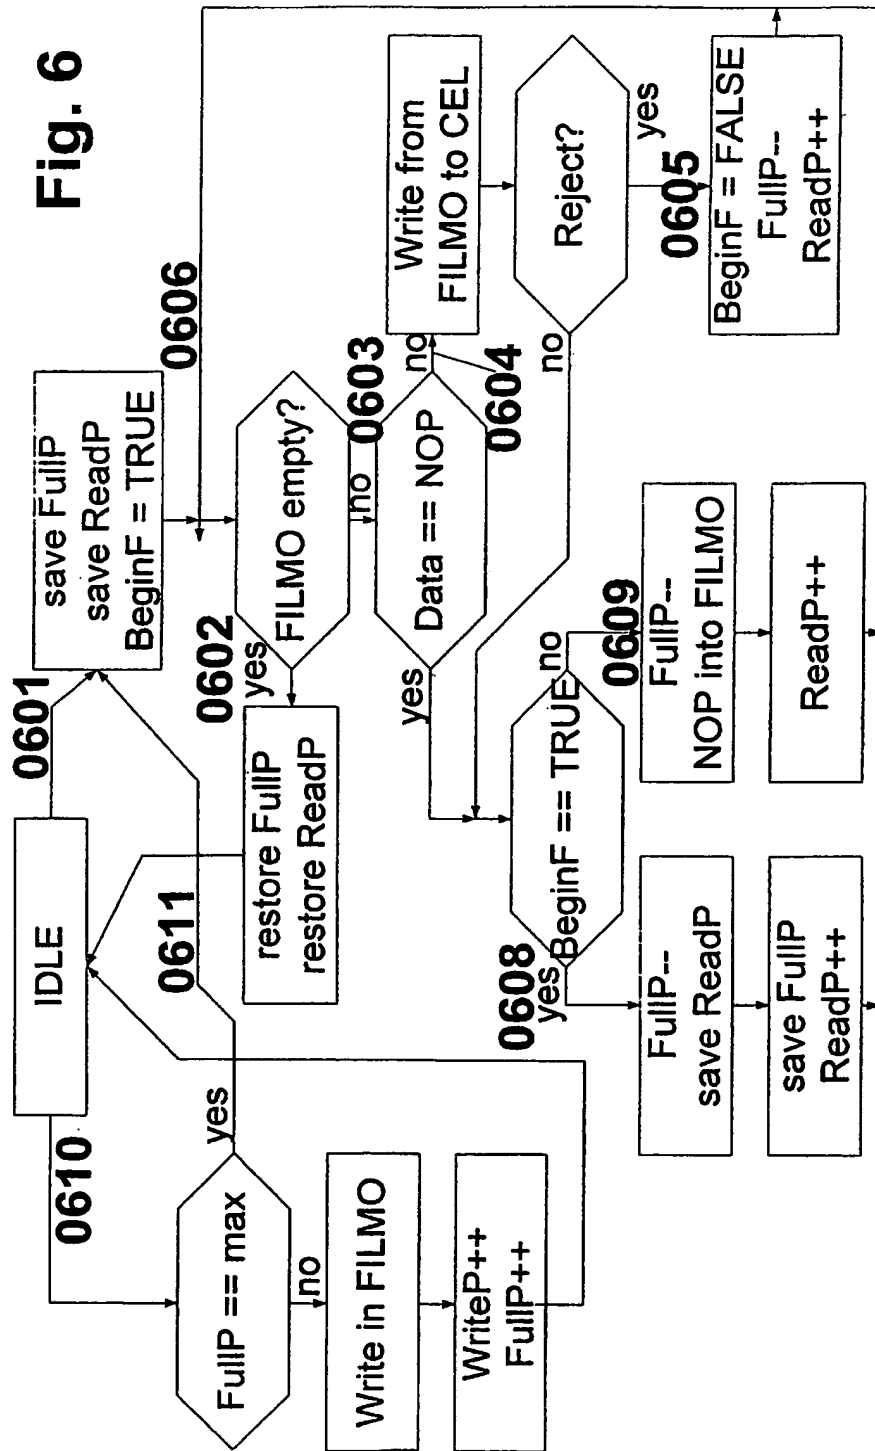 Fig. 6
IDLE
0601
0610
save FullP
save ReadP
BeginF = TRUE
0606
FullP == max
yes
no
0611
Write in FILMO
WriteP++
FullP++
FILMO empty?
0602
yes
no
restore FullP
restore ReadP
0603
Data == NOP
yes
no
0604
Write from
FILMO to CEL
Reject?
no
yes
0605
BeginF = FALSE
FullP--
ReadP++
BeginF == TRUE
0608
yes
no
0609
FullP--
save ReadP
save FullP
ReadP++
FullP--
NOP into FILMO
ReadP++